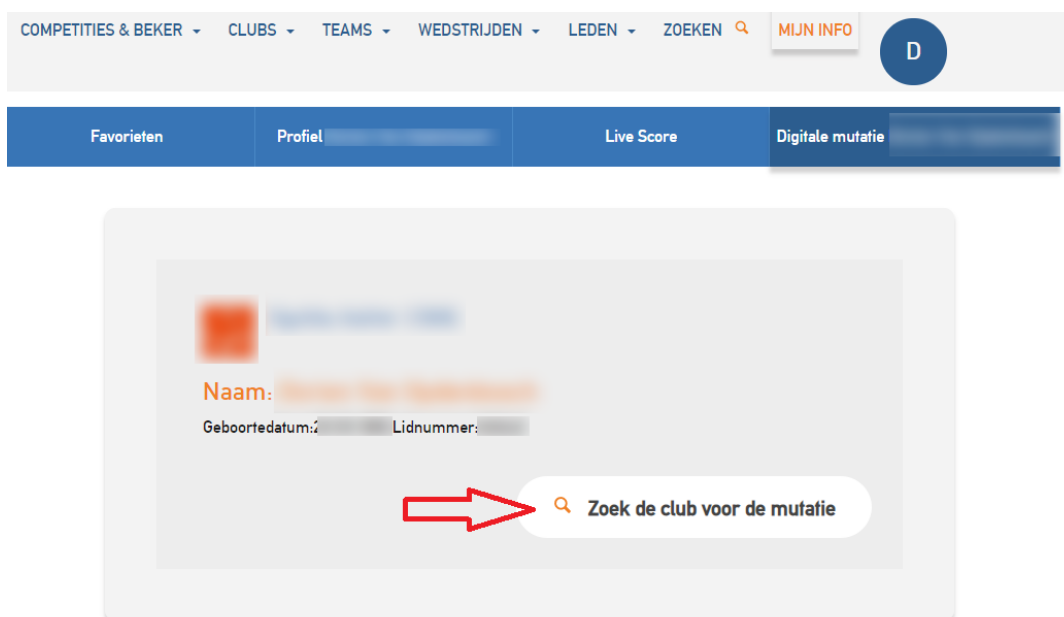 COMPETITIES & BEKER CLUBS TEAMS WEDSTRIJDEN LEDEN ZOEKEN MIJN INFO D
Favorieten Profiel Live Score Digitale mutatie
Naam:
Geboortedatum: Lidnummer:
Zoek de club voor de mutatie